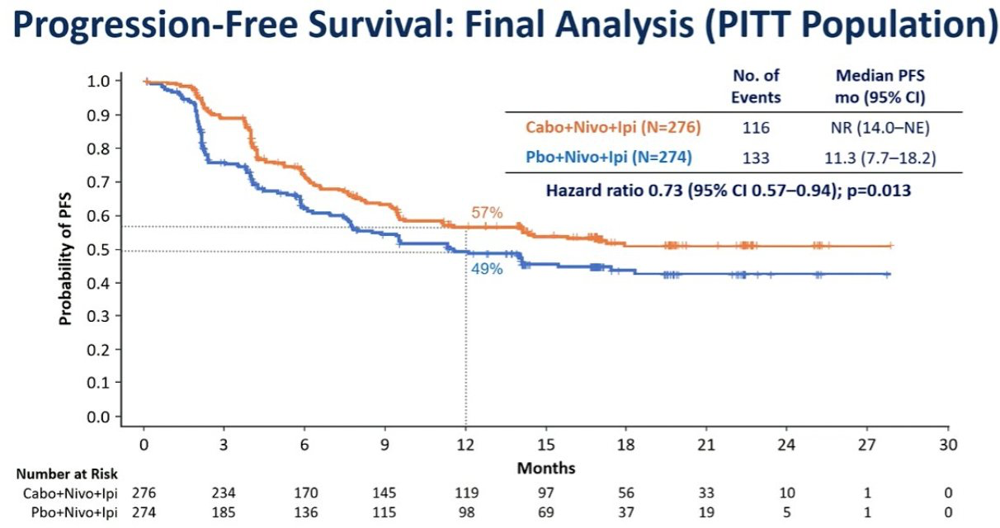 Progression-Free Survival: Final Analysis (PITT Population)
No. of Events Median PFS mo (95% CI)
Cabo+Nivo+Ipi (N=276) 116 NR (14.0–NE)
Pbo+Nivo+Ipi (N=274) 133 11.3 (7.7–18.2)
Hazard ratio 0.73 (95% CI 0.57–0.94); p=0.013
Probability of PFS
1.0
0.9
0.8
0.7
0.6
0.5
0.4
0.3
0.2
0.1
0.0
57%
49%
0 3 6 9 12 15 18 21 24 27 30
Months
Number at Risk
Cabo+Nivo+Ipi 276 234 170 145 119 97 56 33 10 1 0
Pbo+Nivo+Ipi 274 185 136 115 98 69 37 19 5 1 0